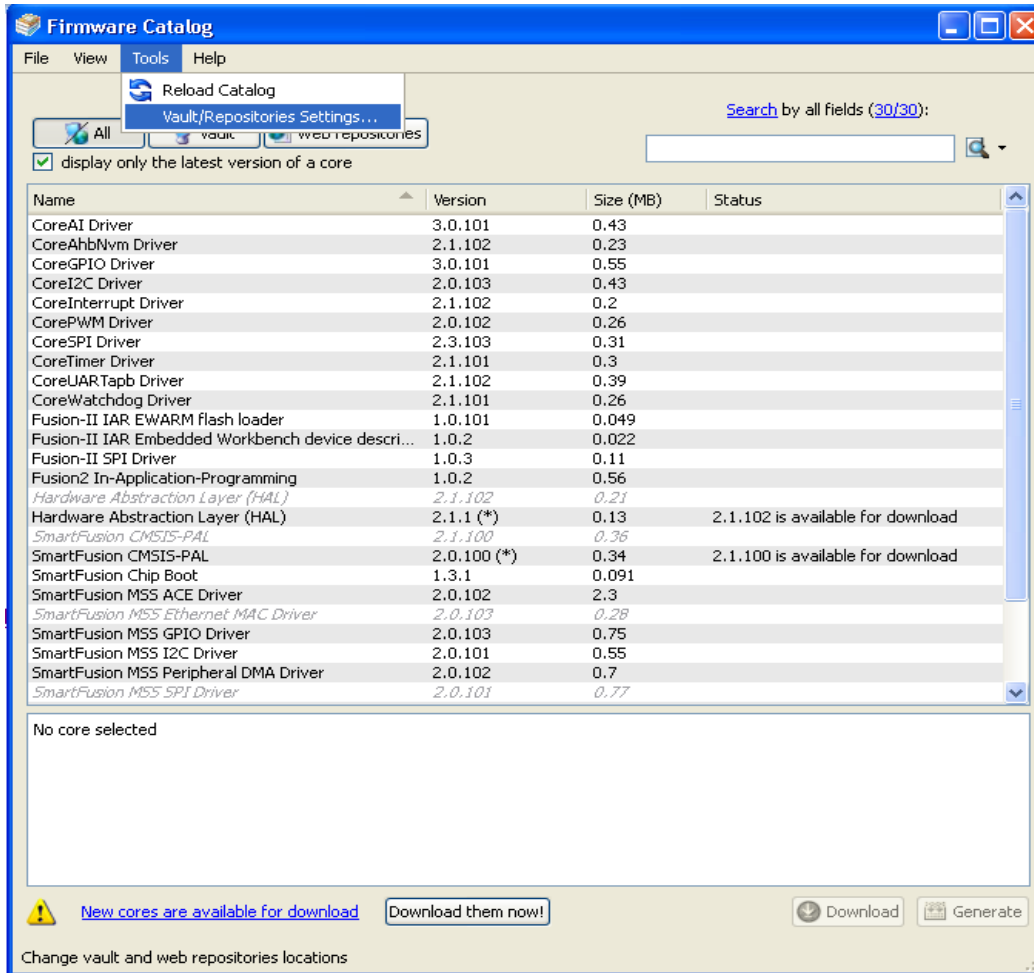 Firmware Catalog
File View Tools Help
Reload Catalog
Vault/Repositories Settings...
Search by all fields (30/30):
All Vault Web repositories
display only the latest version of a core
Name Version Size (MB) Status
CoreAI Driver 3.0.101 0.43
CoreAhbNvm Driver 2.1.102 0.23
CoreGPIO Driver 3.0.101 0.55
CoreI2C Driver 2.0.103 0.43
CoreInterrupt Driver 2.1.102 0.2
CorePWM Driver 2.0.102 0.26
CoreSPI Driver 2.3.103 0.31
CoreTimer Driver 2.1.101 0.3
CoreUARTapb Driver 2.1.102 0.39
CoreWatchdog Driver 2.1.101 0.26
Fusion-II IAR EWARM flash loader 1.0.101 0.049
Fusion-II IAR Embedded Workbench device descri... 1.0.2 0.022
Fusion-II SPI Driver 1.0.3 0.11
Fusion2 In-Application-Programming 1.0.2 0.56
Hardware Abstraction Layer (HAL) 2.1.102 0.21
Hardware Abstraction Layer (HAL) 2.1.1 (*) 0.13 2.1.102 is available for download
SmartFusion CMSIS-PAL 2.1.100 0.36
SmartFusion CMSIS-PAL 2.0.100 (*) 0.34 2.1.100 is available for download
SmartFusion Chip Boot 1.3.1 0.091
SmartFusion MSS ACE Driver 2.0.102 2.3
SmartFusion MSS Ethernet MAC Driver 2.0.103 0.28
SmartFusion MSS GPIO Driver 2.0.103 0.75
SmartFusion MSS I2C Driver 2.0.101 0.55
SmartFusion MSS Peripheral DMA Driver 2.0.102 0.7
SmartFusion MSS SPI Driver 2.0.101 0.77
No core selected
New cores are available for download Download them now! Download Generate
Change vault and web repositories locations